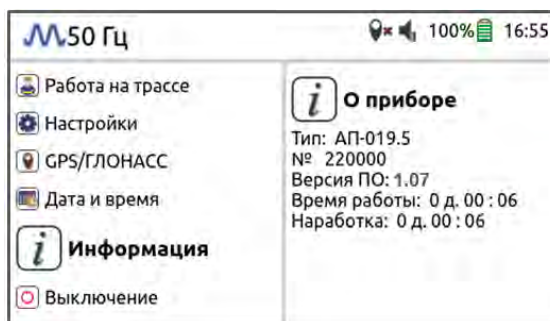 50 Гц
100%
16:55
Работа на трассе
Настройки
GPS/ГЛОНАСС
Дата и время
Информация
Выключение
О приборе
Тип: АП-019.5
№ 220000
Версия ПО: 1.07
Время работы: 0 д. 00 : 06
Наработка: 0 д. 00 : 06